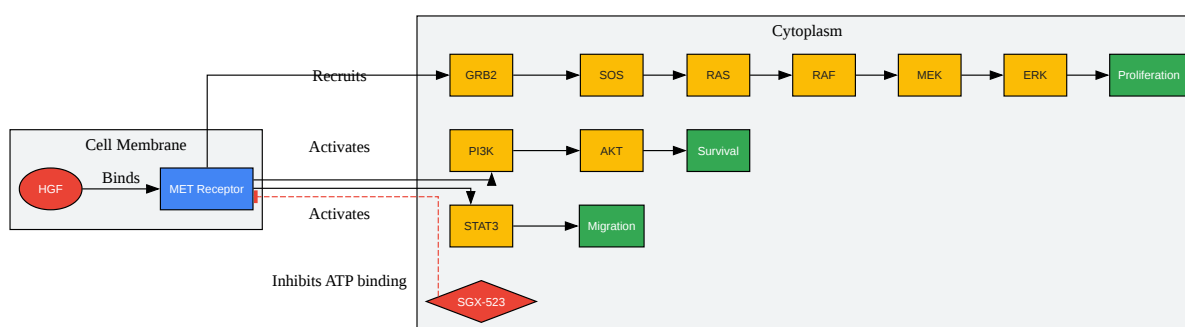 Cytoplasm
Recruits
GRB2
SOS
RAS
RAF
MEK
ERK
Proliferation
Cell Membrane
Activates
PI3K
AKT
Survival
HGF
Binds
MET Receptor
Activates
STAT3
Migration
Inhibits ATP binding
SGX-523